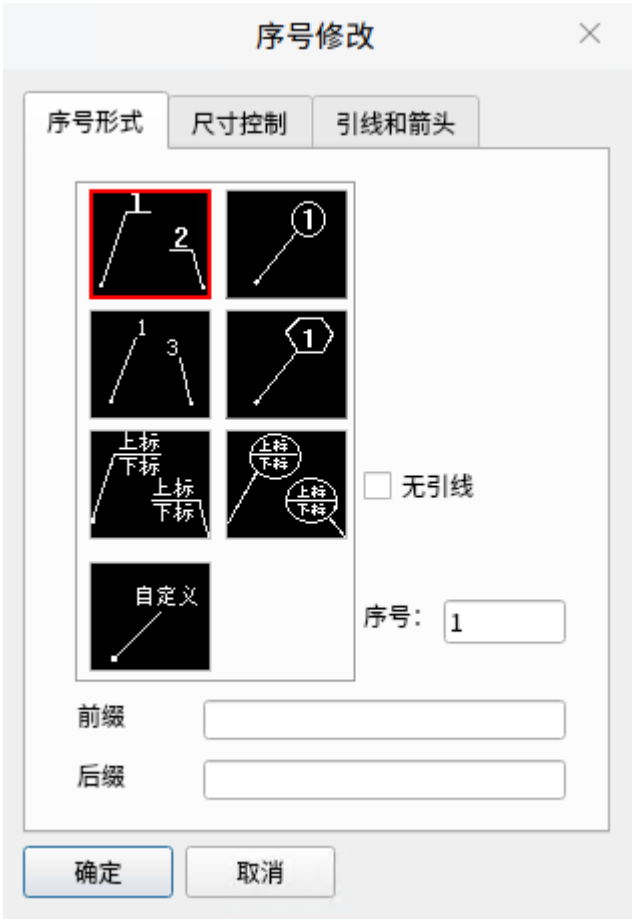 序号修改
序号形式 尺寸控制 引线和箭头
1 2 1
1 3 1
上标 下标 上标 下标 上标 下标 上标 下标
无引线
自定义
序号: 1
前缀
后缀
确定 取消